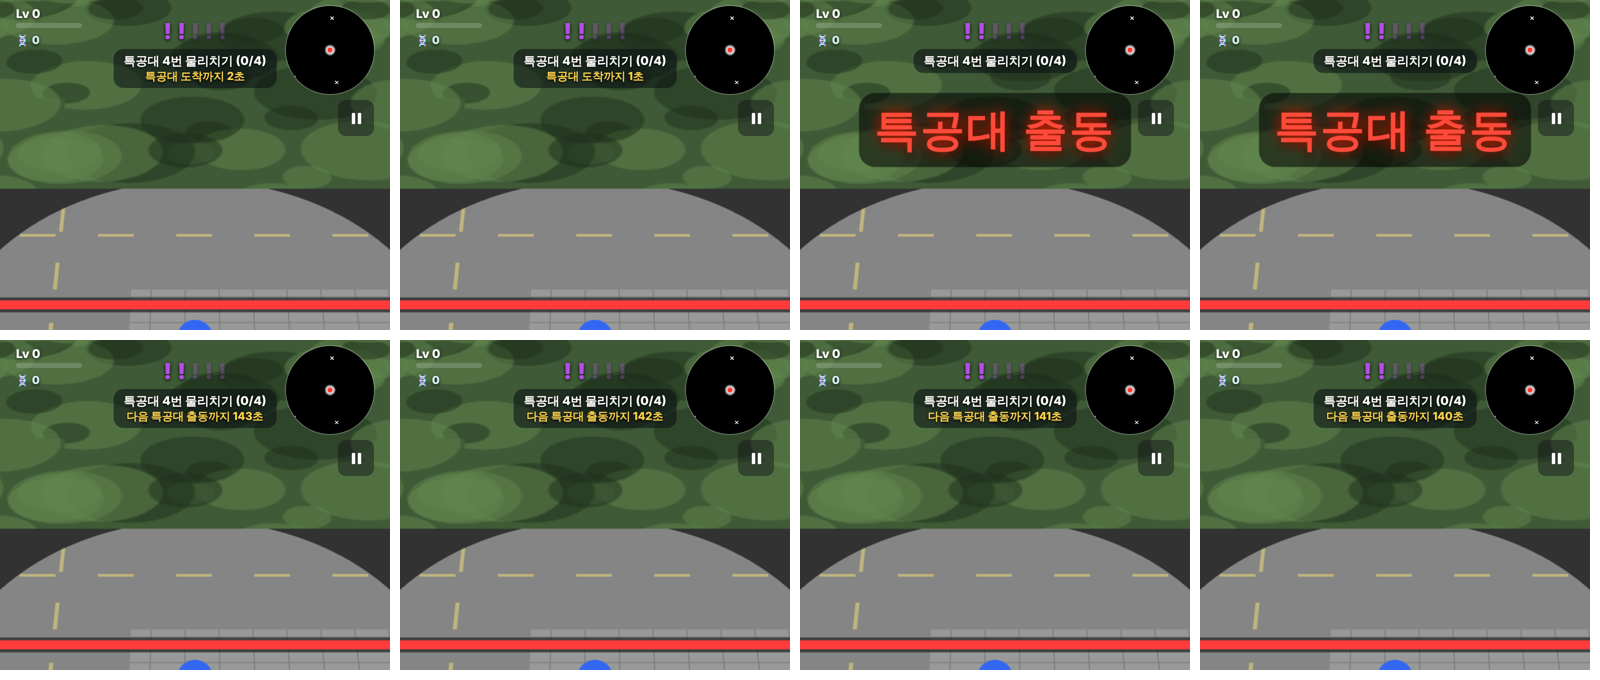 Lv 0
0
특공대 4번 물리치기 (0/4)
특공대 도착까지 2초
Lv 0
0
특공대 4번 물리치기 (0/4)
특공대 도착까지 1초
Lv 0
0
특공대 4번 물리치기 (0/4)
특공대 출동
Lv 0
0
특공대 4번 물리치기 (0/4)
특공대 출동
Lv 0
0
특공대 4번 물리치기 (0/4)
다음 특공대 출동까지 143초
Lv 0
0
특공대 4번 물리치기 (0/4)
다음 특공대 출동까지 142초
Lv 0
0
특공대 4번 물리치기 (0/4)
다음 특공대 출동까지 141초
Lv 0
0
특공대 4번 물리치기 (0/4)
다음 특공대 출동까지 140초